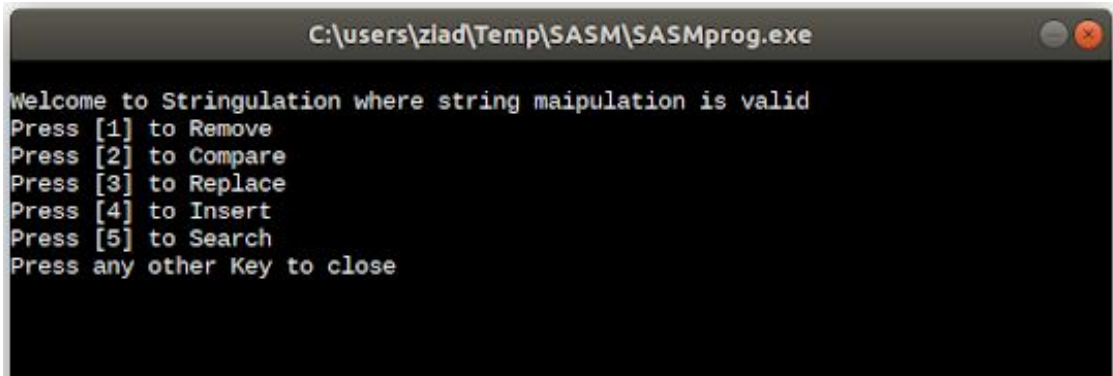 C:\users\ziad\Temp\SASM\SASMprog.exe
Welcome to Stringulation where string maipulation is valid
Press [1] to Remove
Press [2] to Compare
Press [3] to Replace
Press [4] to Insert
Press [5] to Search
Press any other Key to close